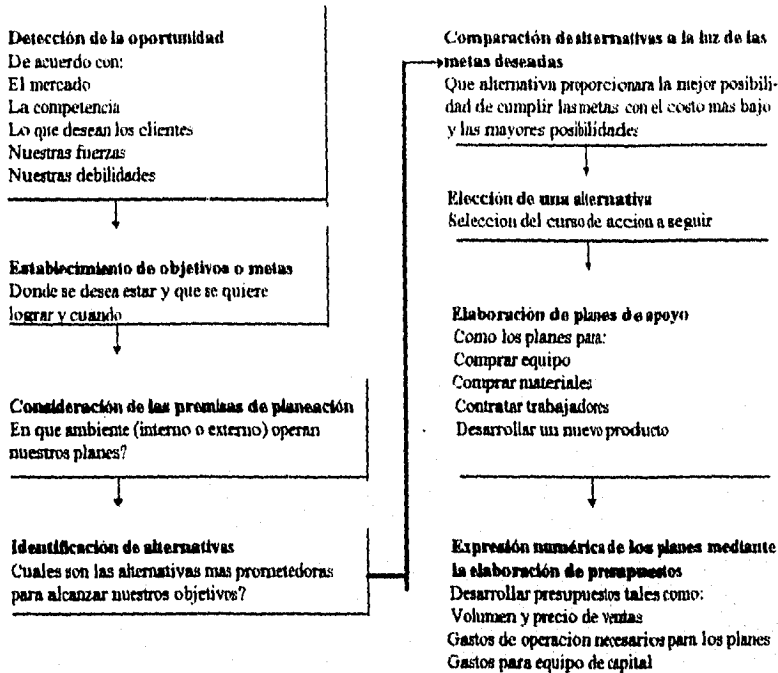 Detección de la oportunidad
De acuerdo con:
El mercado
La competencia
Lo que desean los clientes
Nuestras fuerzas
Nuestras debilidades
Establecimiento de objetivos o metas
Donde se desea estar y que se quiere
lograr y cuando
Consideración de las premisas de planeación
En que ambiente (interno o externo) operan
nuestros planes?
Identificación de alternativas
Cuales son las alternativas mas prometedoras
para alcanzar nuestros objetivos?
Comparación de alternativas a la luz de las
metas deseadas
Que alternativa proporcionara la mejor posibili-
dad de cumplir las metas con el costo mas bajo
y las mayores posibilidades
Elección de una alternativa
Seleccion del curso de accion a seguir
Elaboración de planes de apoyo
Como los planes para:
Comprar equipo
Comprar materiales
Contratar trabajadores
Desarrollar un nuevo producto
Expresión numérica de los planes mediante
la elaboración de presupuestos
Desarrollar presupuestos tales como:
Volumen y precio de ventas
Gastos de operacion necesarios para los planes
Gastos para equipo de capital